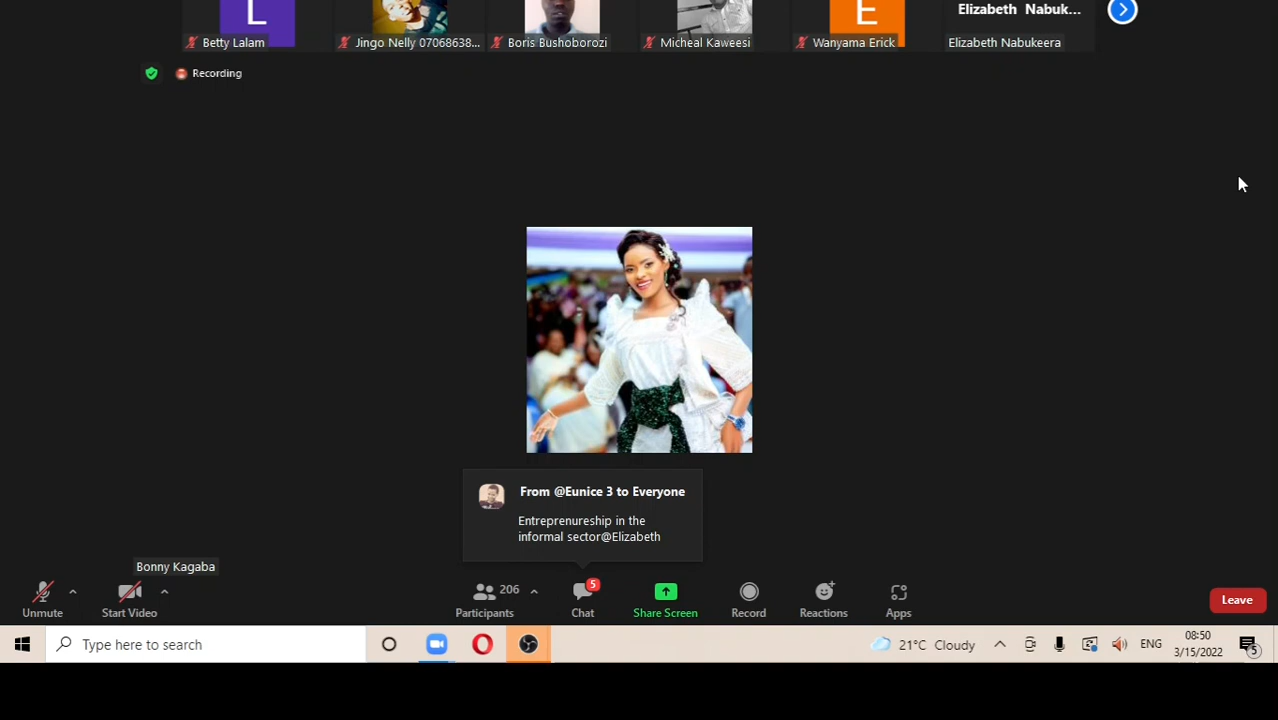 L
E
Elizabeth Nabuk...
Betty Lalam
Jingo Nelly 07068638...
Boris Bushoborozi
Micheal Kaweesi
Wanyama Erick
Elizabeth Nabukeera
Recording
From @Eunice 3 to Everyone
Entreprenureship in the
informal sector@Elizabeth
Bonny Kagaba
206
5
Unmute
Start Video
Participants
Chat
Share Screen
Record
Reactions
Apps
Leave
Type here to search
21°C Cloudy
ENG
08:50
3/15/2022
5